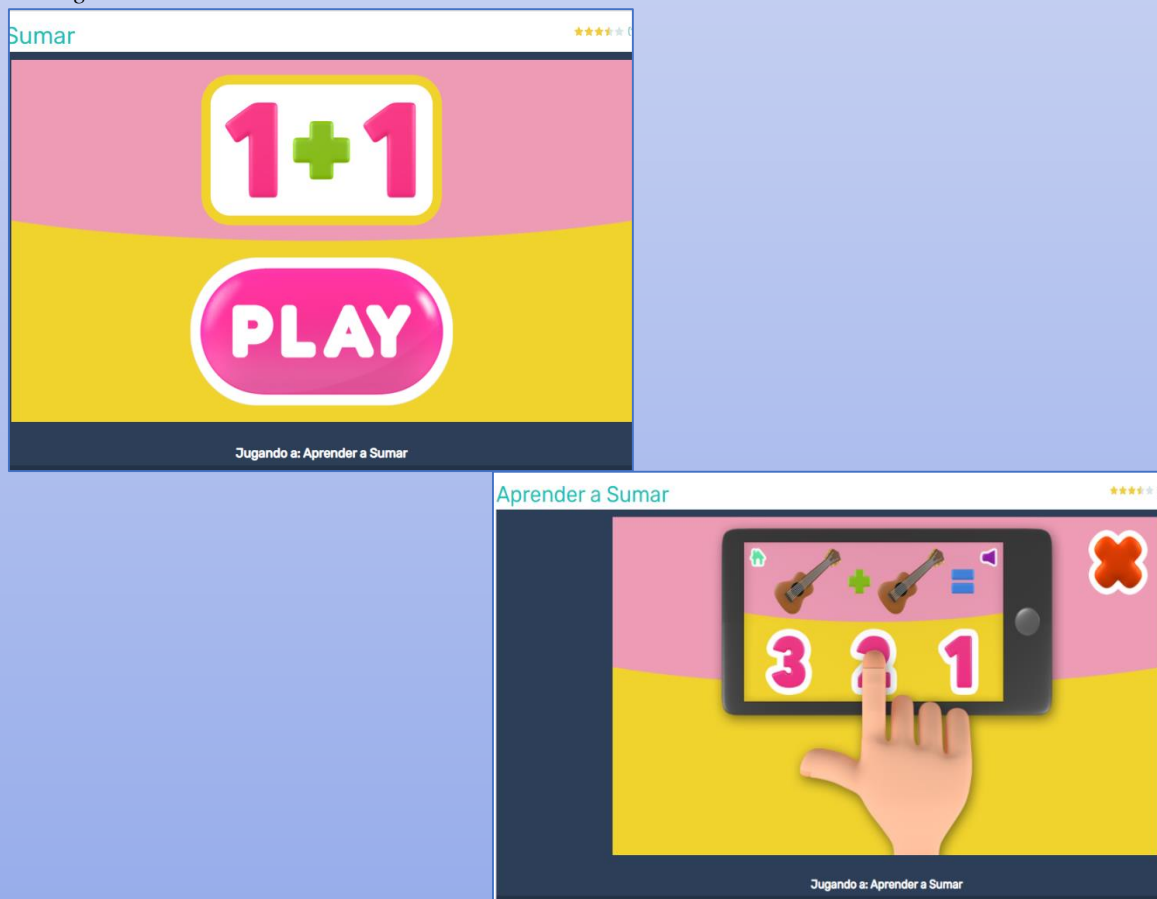 Sumar
1+1
PLAY
Jugando a: Aprender a Sumar
Aprender a Sumar
+ =
3 2 1
Jugando a: Aprender a Sumar